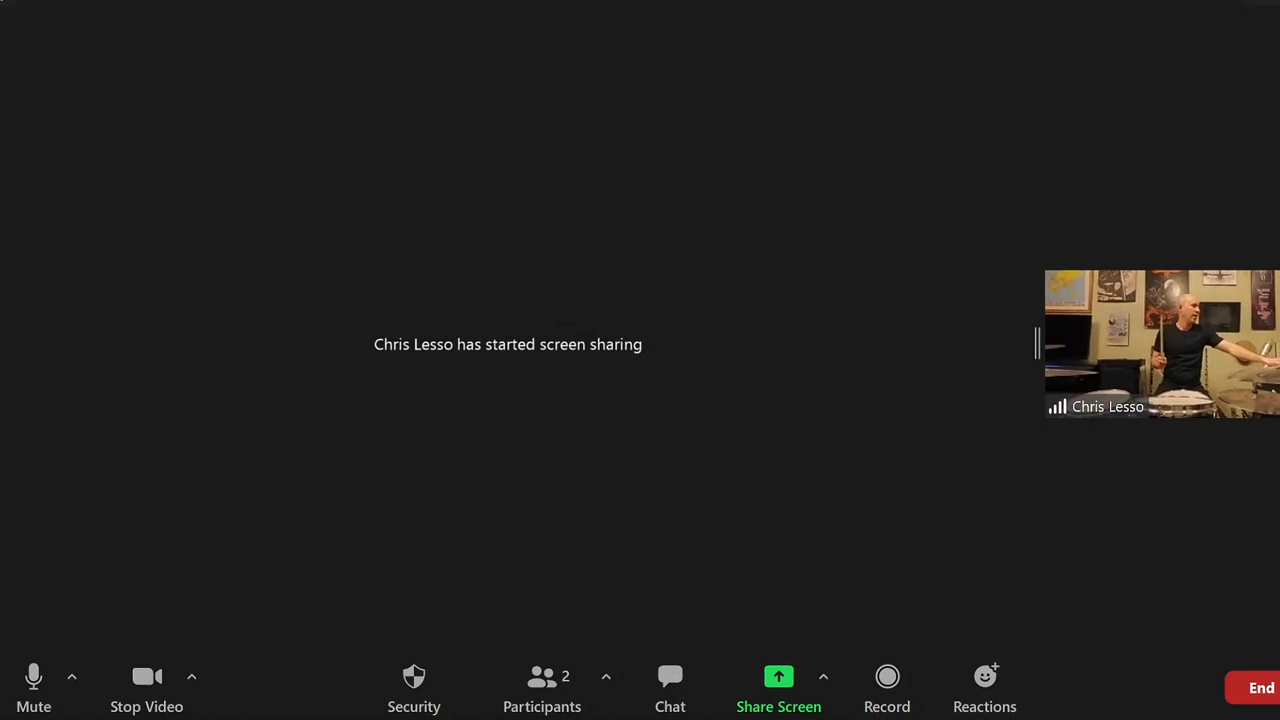 Chris Lesso has started screen sharing
Chris Lesso
2
Mute
Stop Video
Security
Participants
Chat
Share Screen
Record
Reactions
End